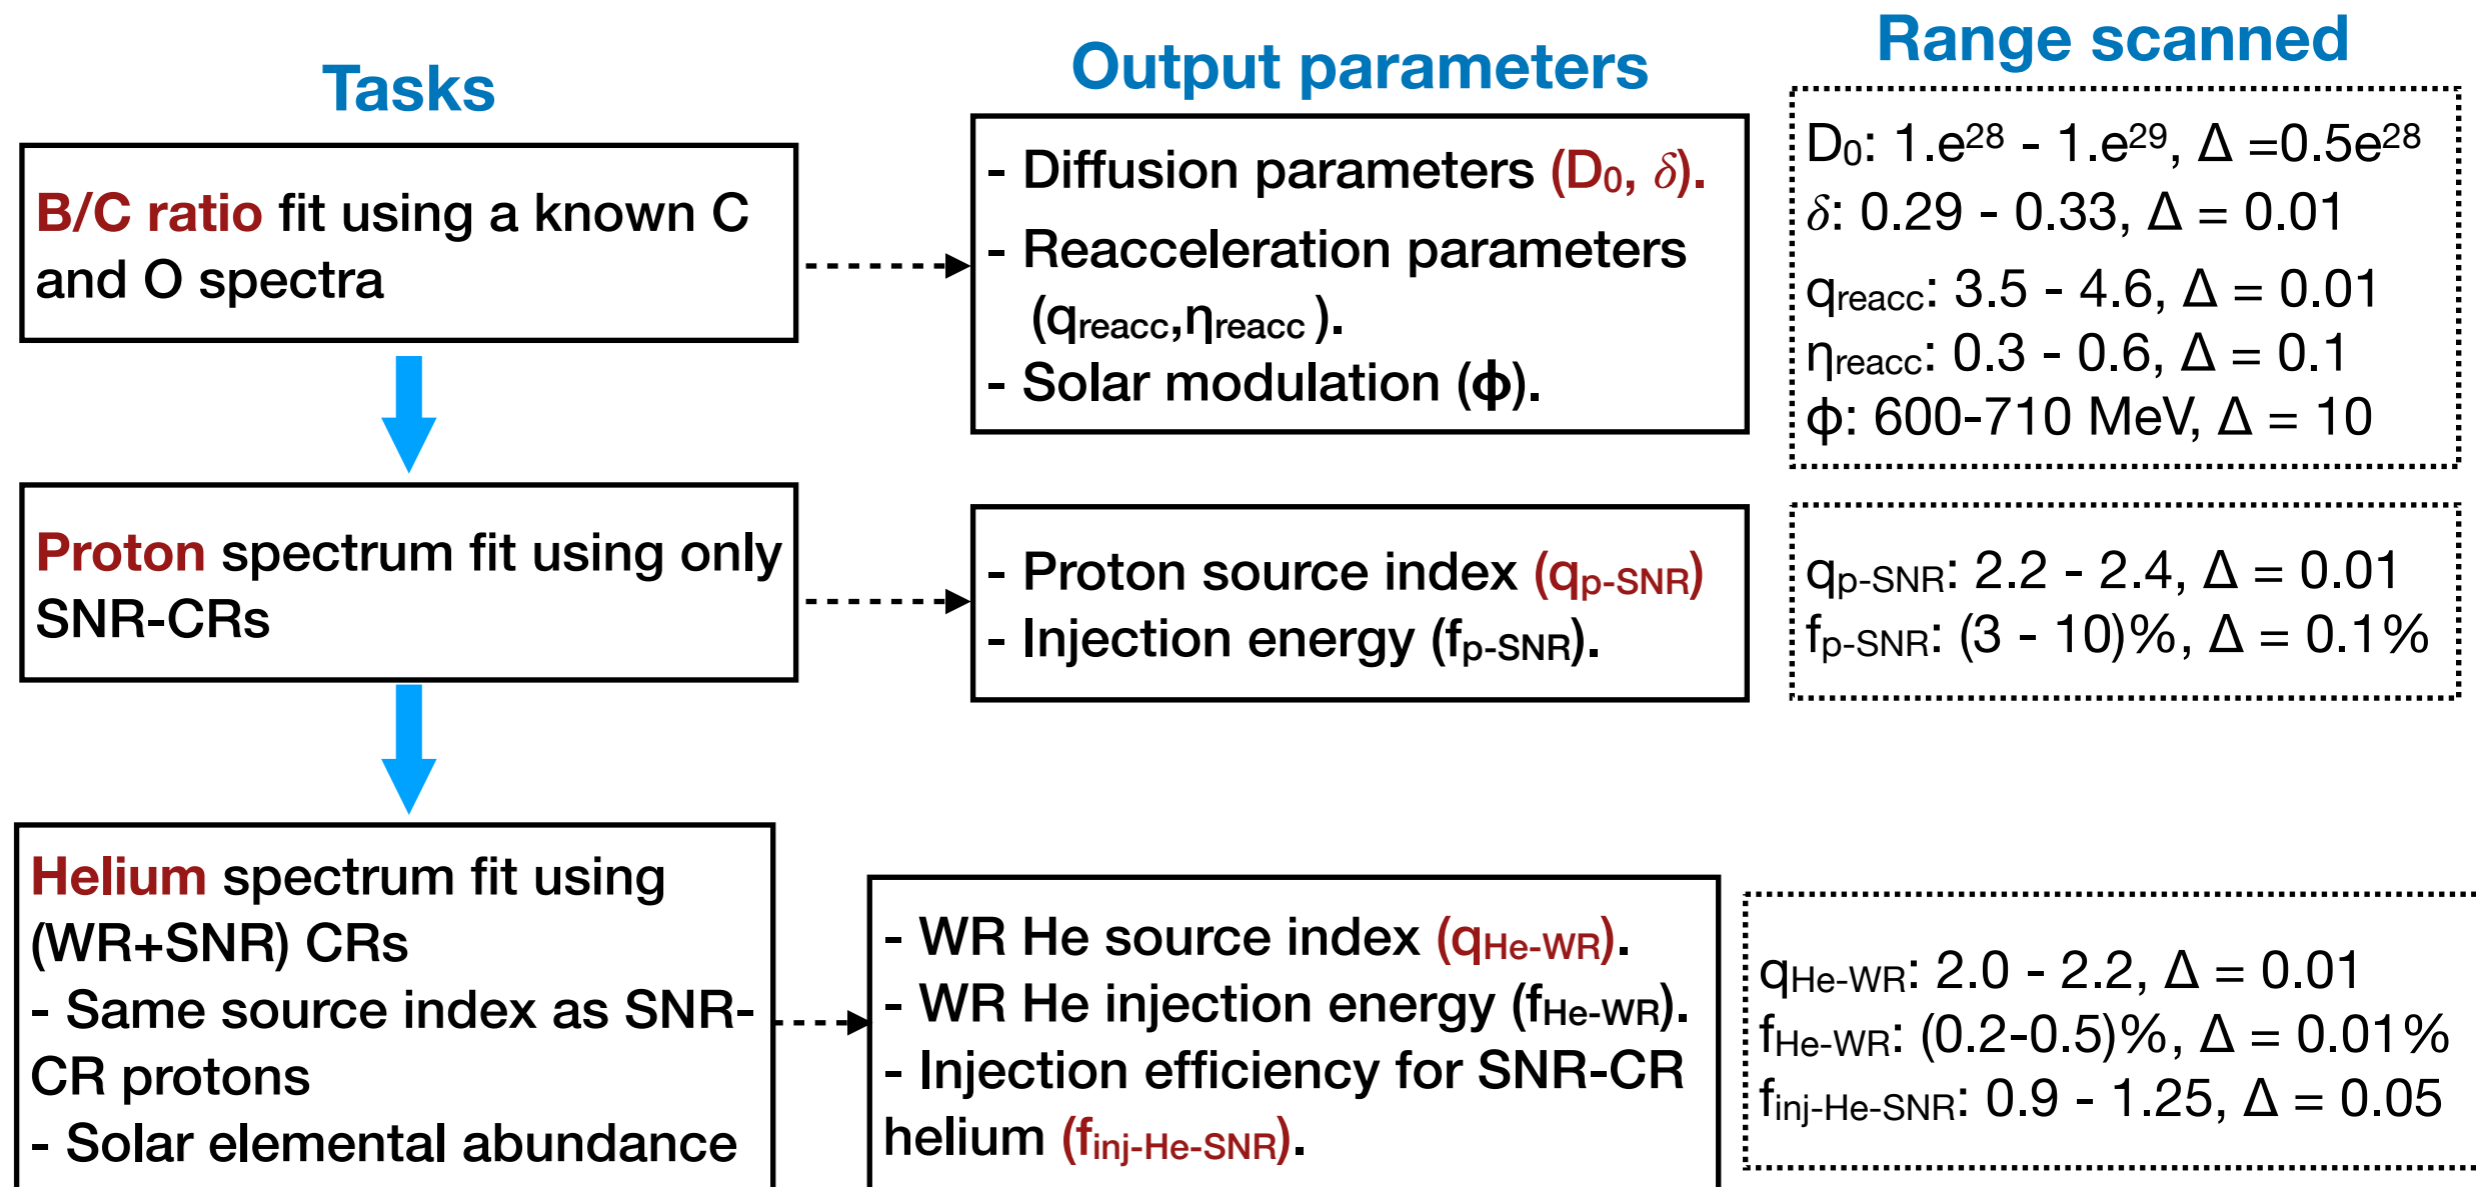 Tasks
Output parameters
Range scanned
B/C ratio fit using a known C
and O spectra
- Diffusion parameters (D₀, δ).
- Reacceleration parameters
(qreacc,ηreacc ).
- Solar modulation (ϕ).
D₀: 1.e²⁸ - 1.e²⁹, Δ =0.5e²⁸
δ: 0.29 - 0.33, Δ = 0.01
qreacc: 3.5 - 4.6, Δ = 0.01
ηreacc: 0.3 - 0.6, Δ = 0.1
ϕ: 600-710 MeV, Δ = 10
Proton spectrum fit using only
SNR-CRs
- Proton source index (qp-SNR)
- Injection energy (fp-SNR).
qp-SNR: 2.2 - 2.4, Δ = 0.01
fp-SNR: (3 - 10)%, Δ = 0.1%
Helium spectrum fit using
(WR+SNR) CRs
- Same source index as SNR-
CR protons
- Solar elemental abundance
- WR He source index (qHe-WR).
- WR He injection energy (fHe-WR).
- Injection efficiency for SNR-CR
helium (finj-He-SNR).
qHe-WR: 2.0 - 2.2, Δ = 0.01
fHe-WR: (0.2-0.5)%, Δ = 0.01%
finj-He-SNR: 0.9 - 1.25, Δ = 0.05